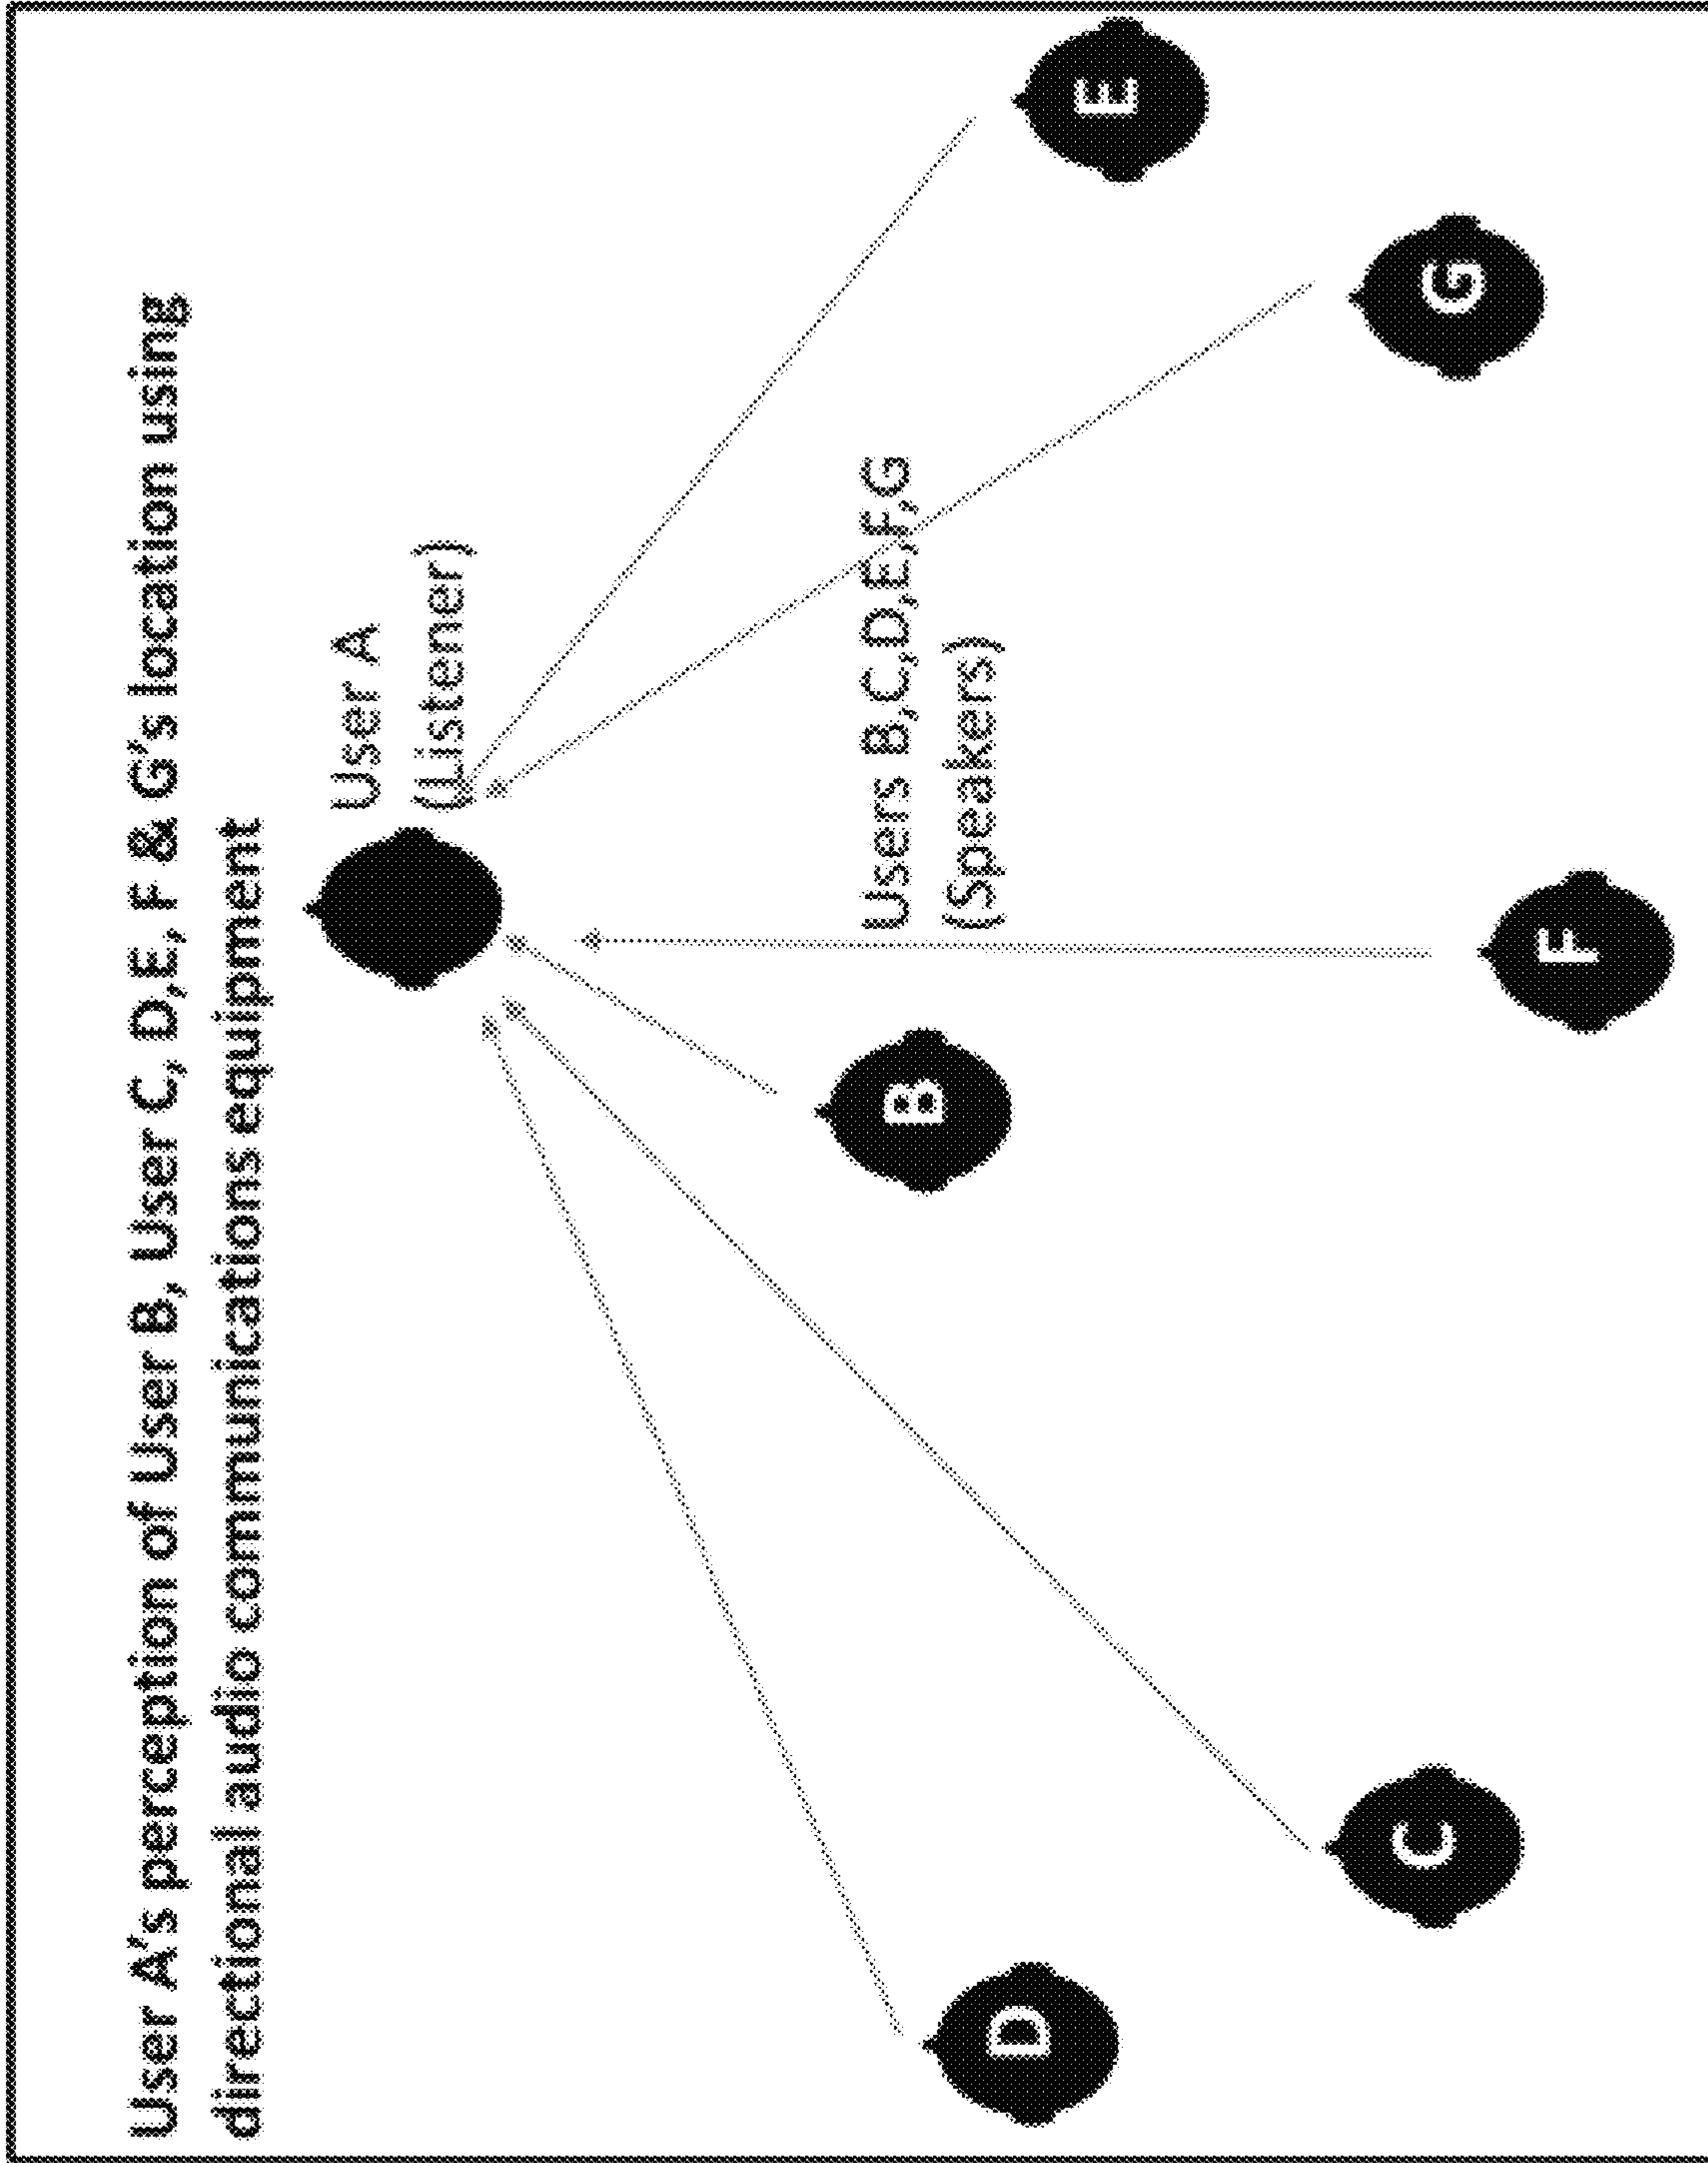 User A's perception of User B, User C, D,E, F & G's location using
directional audio communications equipment
User A
(Listener)
Users B,C,D,E,F,G
(Speakers)
D
B
E
C
G
F